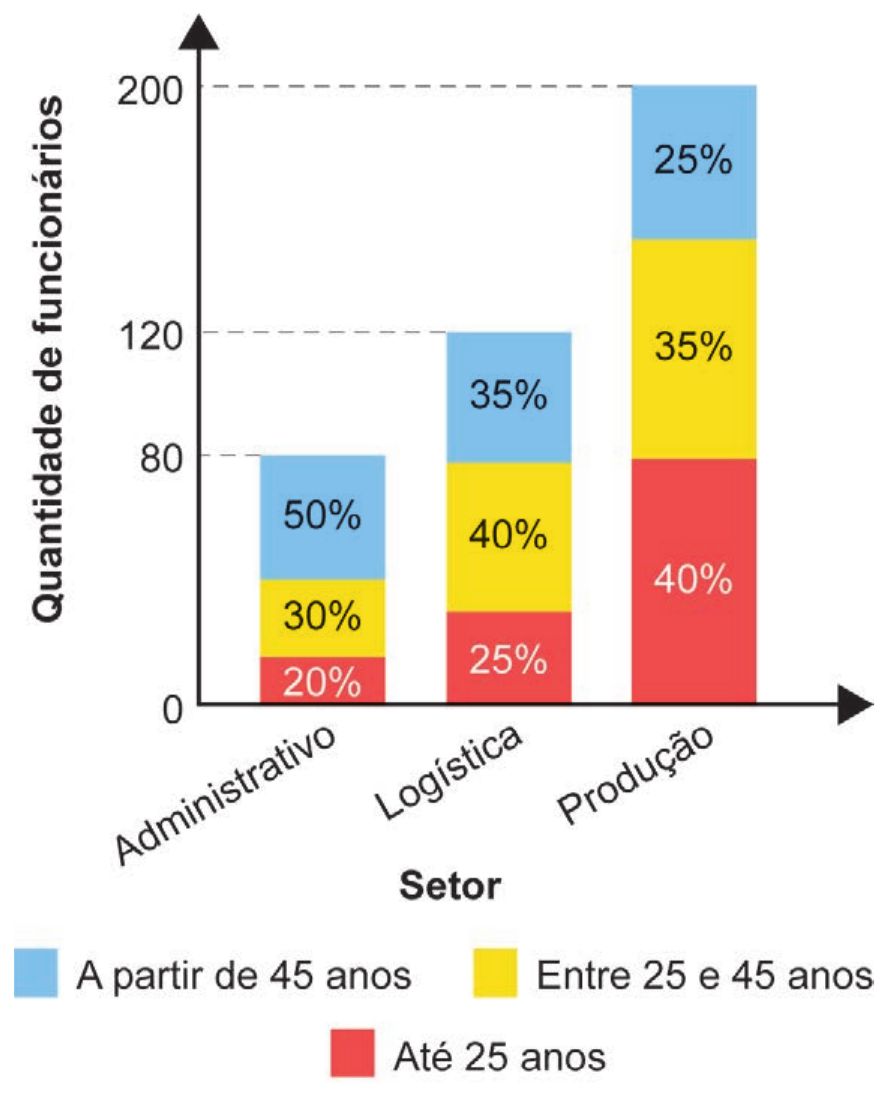 Quantidade de funcionários
200
120
80
0
50%
30%
20%
35%
40%
25%
25%
35%
40%
Administrativo
Logística
Produção
Setor
A partir de 45 anos
Entre 25 e 45 anos
Até 25 anos